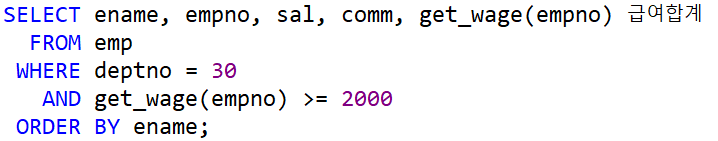 SELECT ename, empno, sal, comm, get_wage(empno) 급여합계
FROM emp
WHERE deptno = 30
AND get_wage(empno) >= 2000
ORDER BY ename;